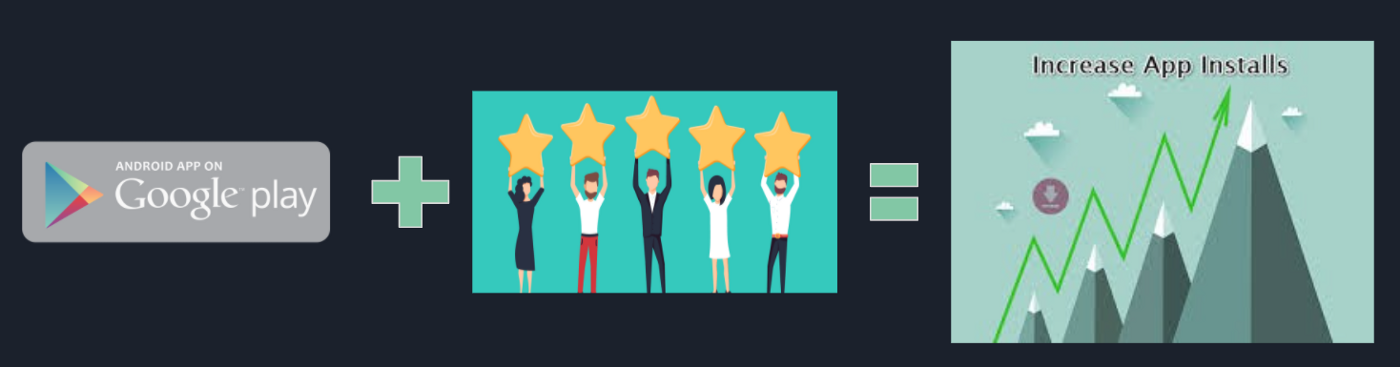 ANDROID APP ON
Google play
Increase App Installs